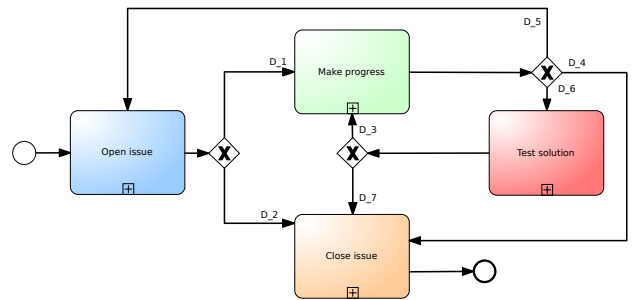 D_5
D_1
D_4
Make progress
D_6
D_3
Open issue
Test solution
D_7
D_2
Close issue